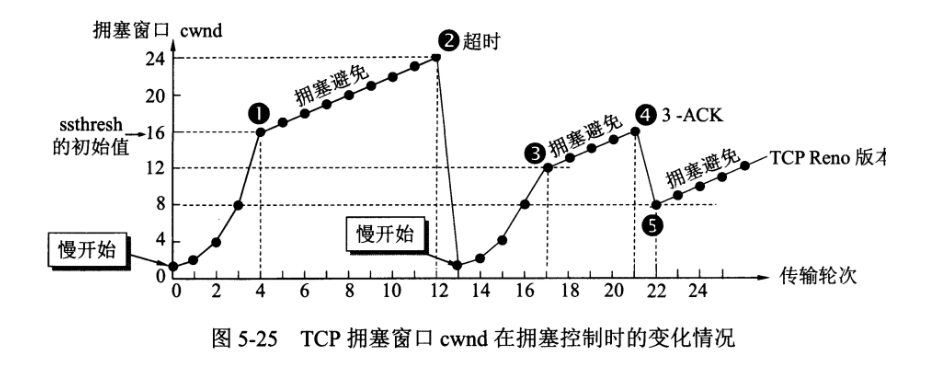 拥塞窗口 cwnd
24
20
16
12
8
4
0
ssthresh
的初始值
❶
拥塞避免
❷超时
❸
拥塞避免
❹ 3 -ACK
拥塞避免
❺
TCP Reno 版本
慢开始
慢开始
0 2 4 6 8 10 12 14 16 18 20 22 24
传输轮次
图 5-25 TCP 拥塞窗口 cwnd 在拥塞控制时的变化情况